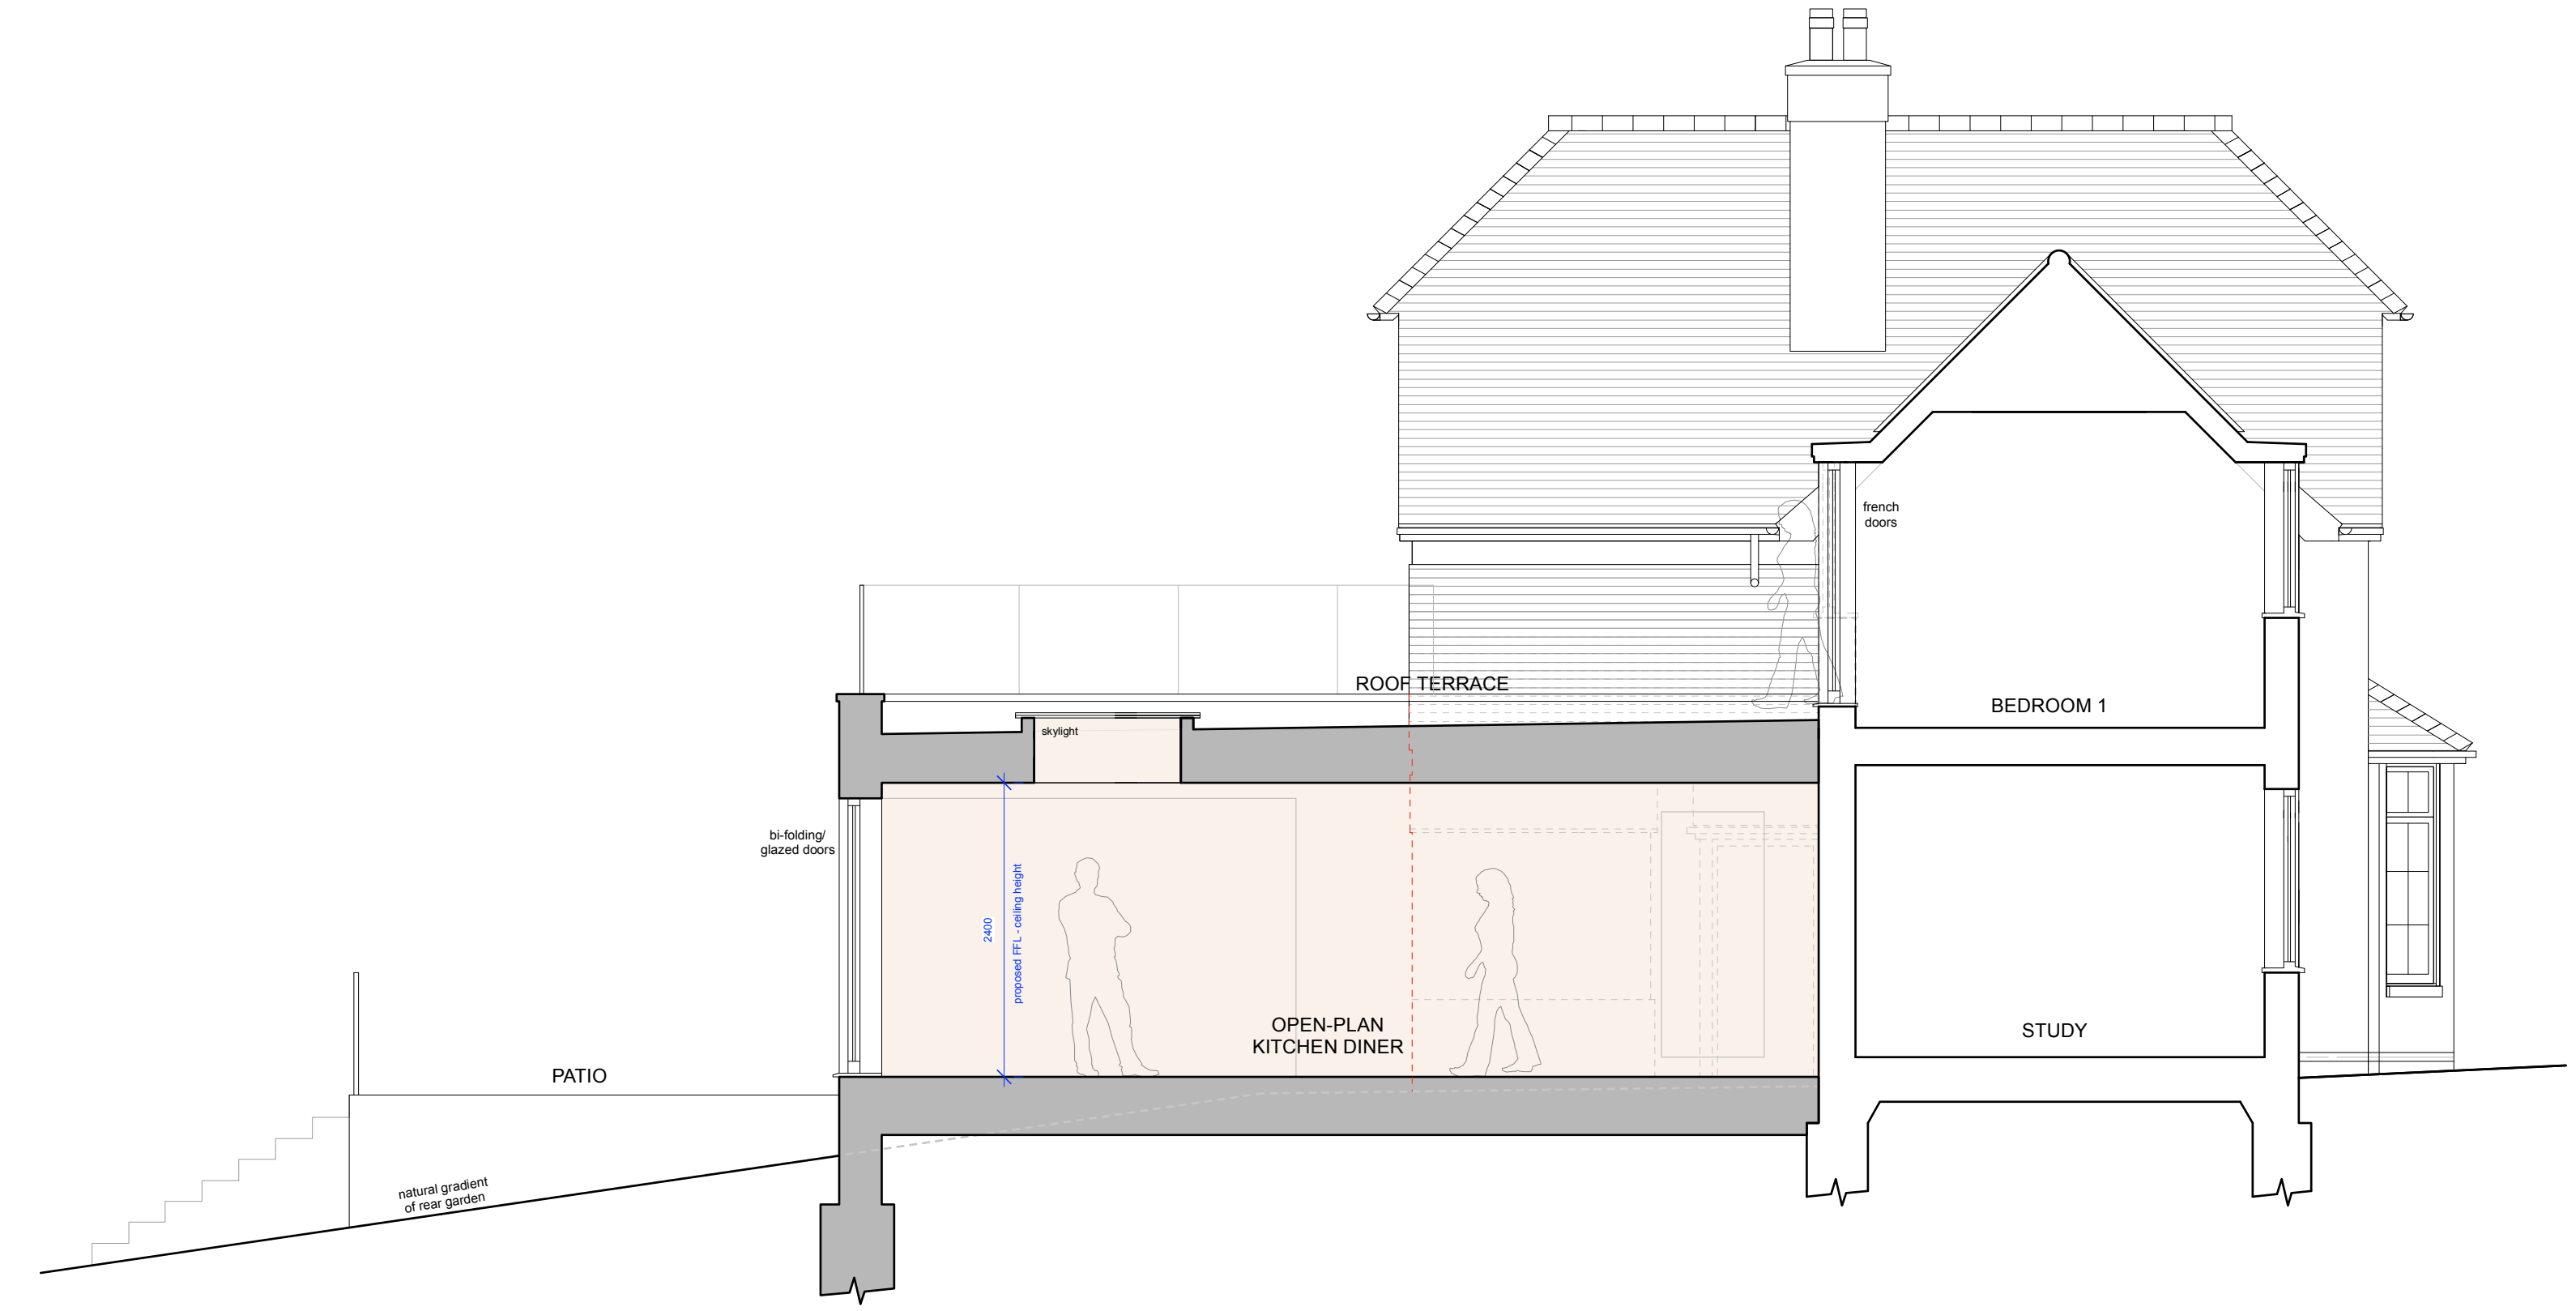 french
doors
ROOF TERRACE
BEDROOM 1
skylight
bi-folding/
glazed doors
2400
proposed FFL - ceiling height
OPEN-PLAN
KITCHEN DINER
STUDY
PATIO
natural gradient
of rear garden